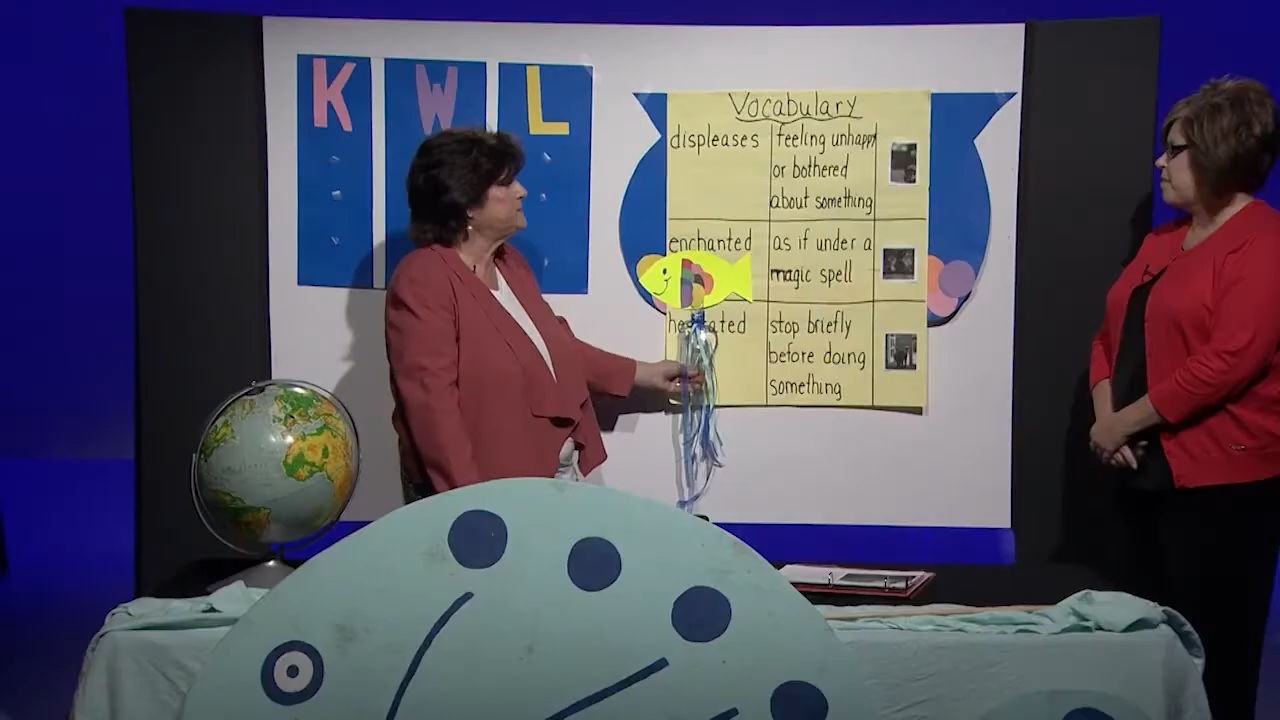 K W L
Vocabulary
displeases
feeling unhappy
or bothered
about something
enchanted
as if under a
magic spell
stop briefly
before doing
something